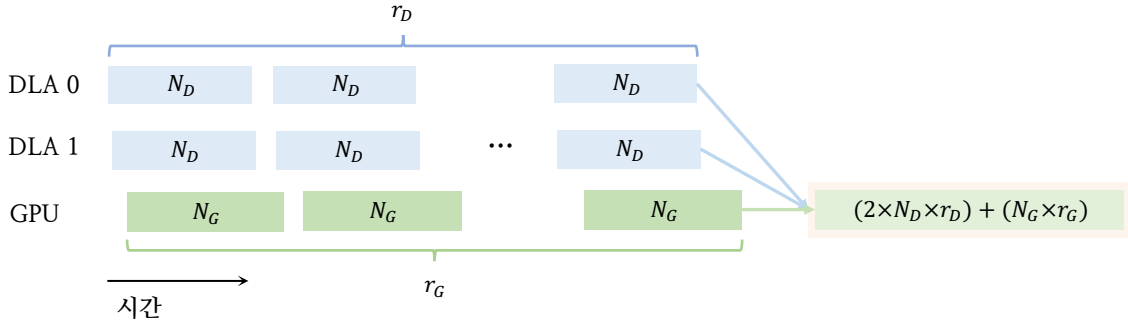 r_D
DLA 0 N_D N_D N_D
DLA 1 N_D N_D ··· N_D
GPU N_G N_G N_G (2×N_D×r_D) + (N_G×r_G)
r_G
시간